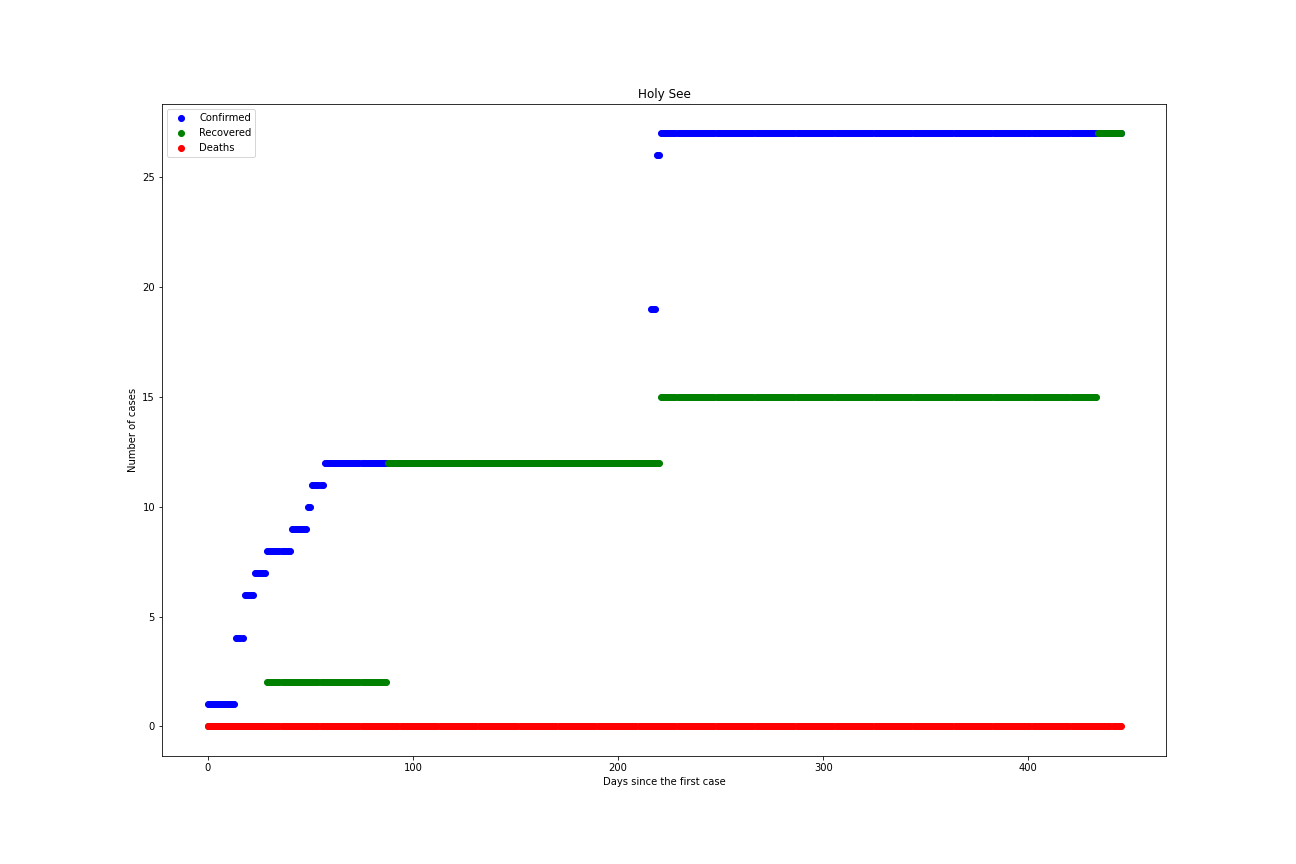 Holy See
Confirmed
Recovered
Deaths
25
20
15
10
5
0
Number of cases
0 100 200 300 400
Days since the first case